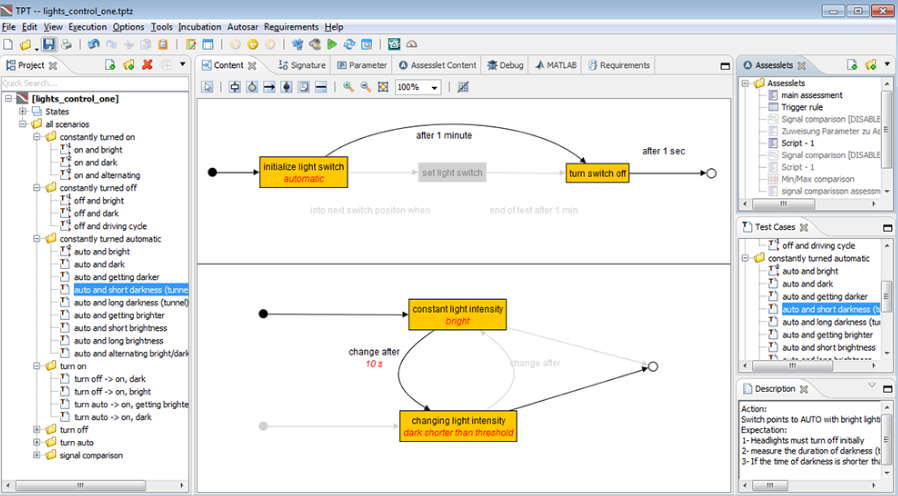 TPT -- lights_control_one.tptz
File Edit View Execution Options Tools Incubation Autosar Requirements Help
Project
Quick Search...
[lights_control_one]
States
all scenarios
constantly turned on
on and bright
on and dark
on and alternating
constantly turned off
off and bright
off and dark
off and driving cycle
constantly turned automatic
auto and bright
auto and dark
auto and getting darker
auto and short darkness (tunne
auto and long darkness (tunnel)
auto and getting brighter
auto and short brightness
auto and long brightness
auto and alternating bright/dark
turn on
turn off -> on, dark
turn off -> on, bright
turn auto -> on, getting brighte
turn auto -> on, dark
turn off
turn auto
signal comparison
Content Signature Parameter Assesslet Content Debug MATLAB Requirements
100%
after 1 minute
after 1 sec
initialize light switch
automatic
set light switch
turn switch off
into next switch positon when
end of test after 1 min
constant light intensity
bright
change after
10 s
change after
changing light intensity
dark shorter than threshold
Assesslets
Assesslets
main assessment
Trigger rule
Signal comparison [DISABLE
Zuweisung Parameter zu As
Script - 1
Signal comparison [DISABLE
Script - 1
Min/Max comparison
signal comparison assessm
Test Cases
off and driving cycle
constantly turned automatic
auto and bright
auto and dark
auto and getting darker
auto and short darkness (t
auto and long darkness (tu
auto and getting brighter
auto and short brightness
auto and long brightness
Description
Action:
Switch points to AUTO with bright lighti
Expectation:
1- Headlights must turn off initially
2- measure the duration of darkness (t
3- If the time of darkness is shorter tha